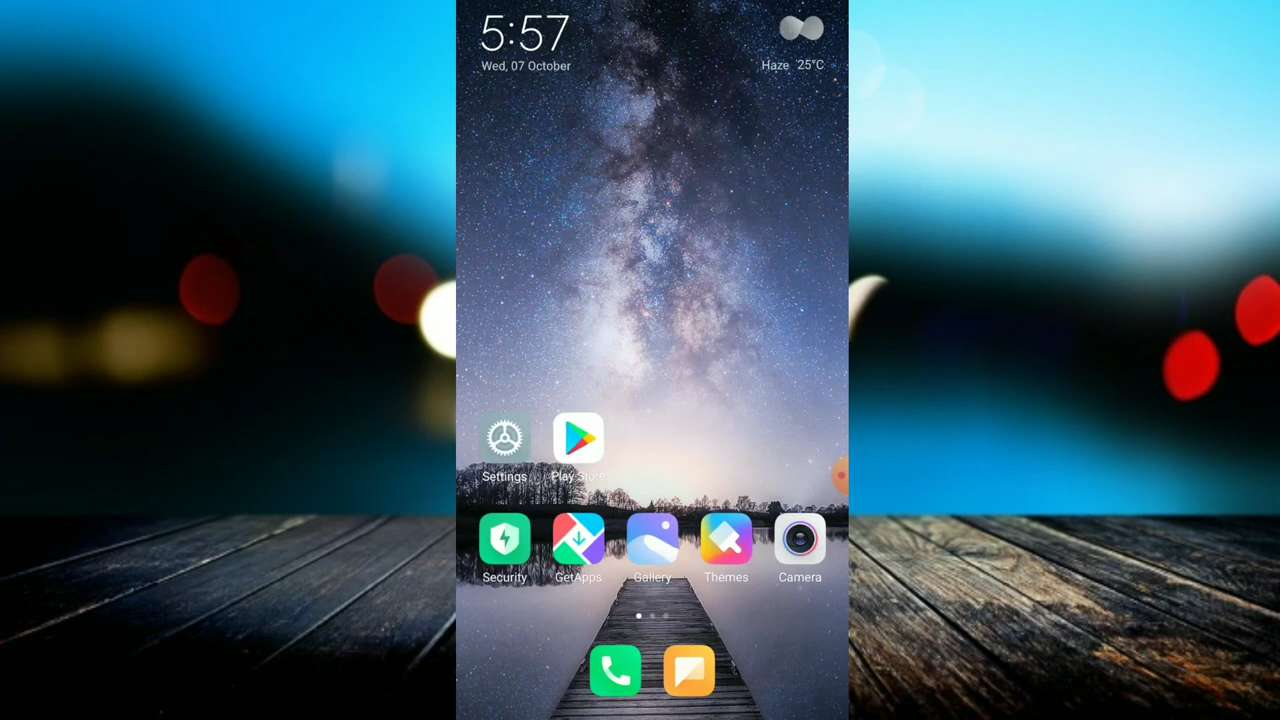 5:57
Wed, 07 October
Haze 25°C
Settings Play Store
Security GetApps Gallery Themes Camera